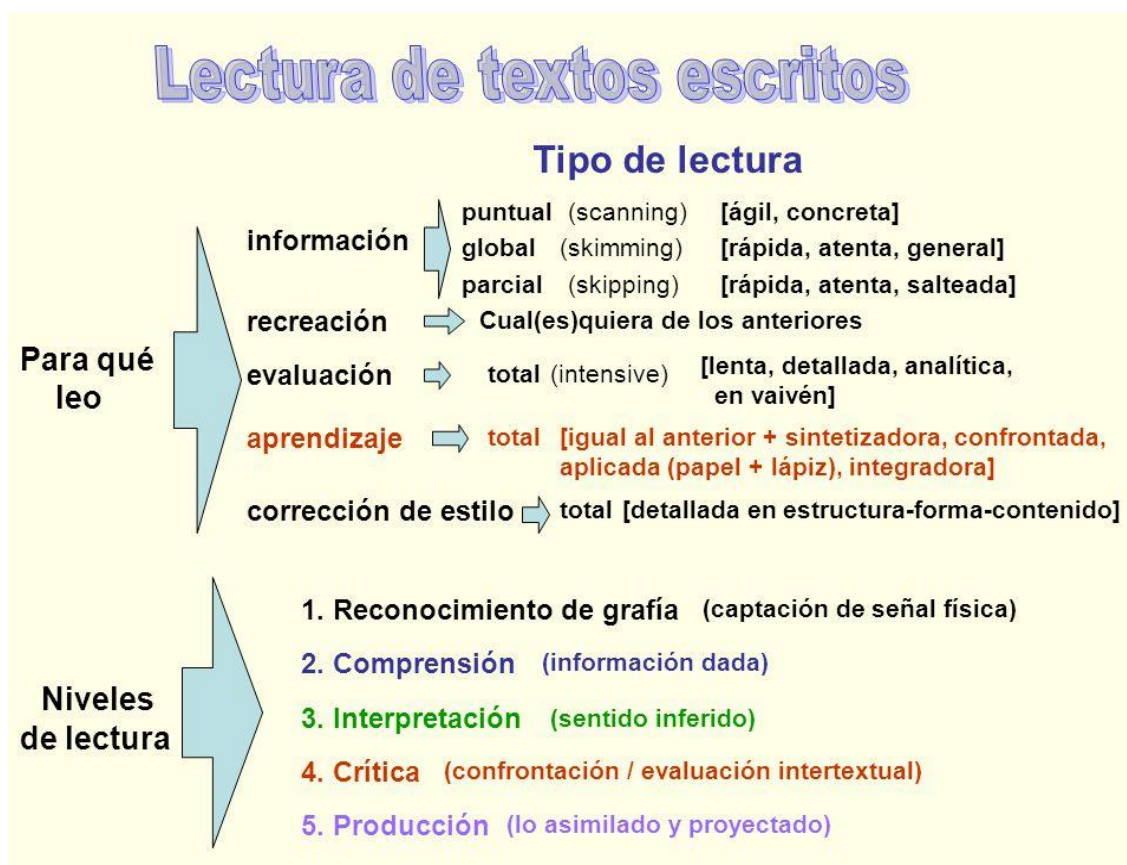 Lectura de textos escritos
Tipo de lectura
Para qué
leo
información
puntual (scanning) [ágil, concreta]
global (skimming) [rápida, atenta, general]
parcial (skipping) [rápida, atenta, salteada]
recreación Cual(es)quiera de los anteriores
evaluación total (intensive) [lenta, detallada, analítica,
en vaivén]
aprendizaje total [igual al anterior + sintetizadora, confrontada,
aplicada (papel + lápiz), integradora]
corrección de estilo total [detallada en estructura-forma-contenido]
Niveles
de lectura
1. Reconocimiento de grafía (captación de señal física)
2. Comprensión (información dada)
3. Interpretación (sentido inferido)
4. Crítica (confrontación / evaluación intertextual)
5. Producción (lo asimilado y proyectado)